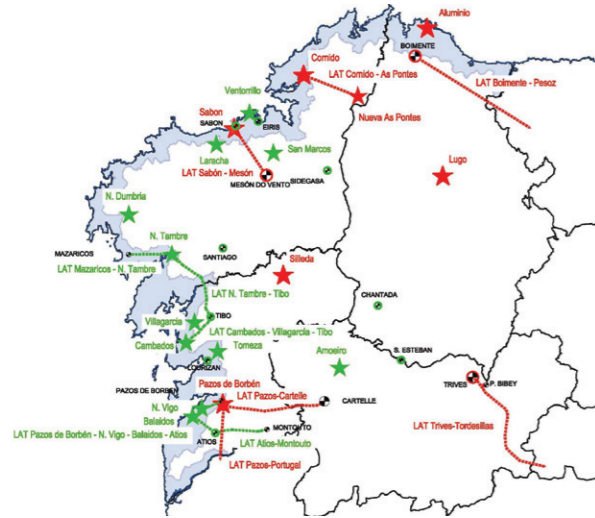 Aluminio
BOIMENTE
Comido
LAT Comido - As Pontes
LAT Boimente - Pesoz
Ventorrillo
Nueva As Pontes
Sabon
SABON
EIRIS
San Marcos
Laracha
LAT Sabón - Mesón
SIDEGASA
MESÓN DO VENTO
Lugo
N. Dumbria
N. Tambre
MAZARICOS
SANTIAGO
LAT Mazaricos - N. Tambre
Silleda
LAT N. Tambre - Tibo
CHANTADA
Villagarcia
TIBO
LAT Cambados - Villagarcia - Tibo
Cambados
Tomeza
LOURIZAN
Amoeiro
S. ESTEBAN
PAZOS DE BORBEN
Pazos de Borbén
TRIVES
P. BIBEY
LAT Pazos-Cartelle
CARTELLE
N. Vigo
Balaidos
LAT Trives-Tordesillas
LAT Pazos de Borbén - N. Vigo - Balaidos - Atios
ATIOS
MONTOUTO
LAT Atios-Montouto
LAT Pazos-Portugal